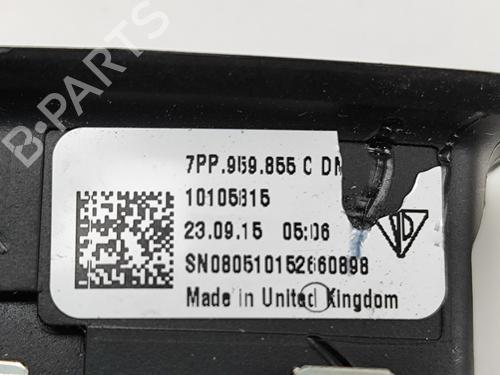 B-PARTS
7PP.959.855 C DM
10105815
23.09.15 05:06
SN080510152660898
Made in United Kingdom